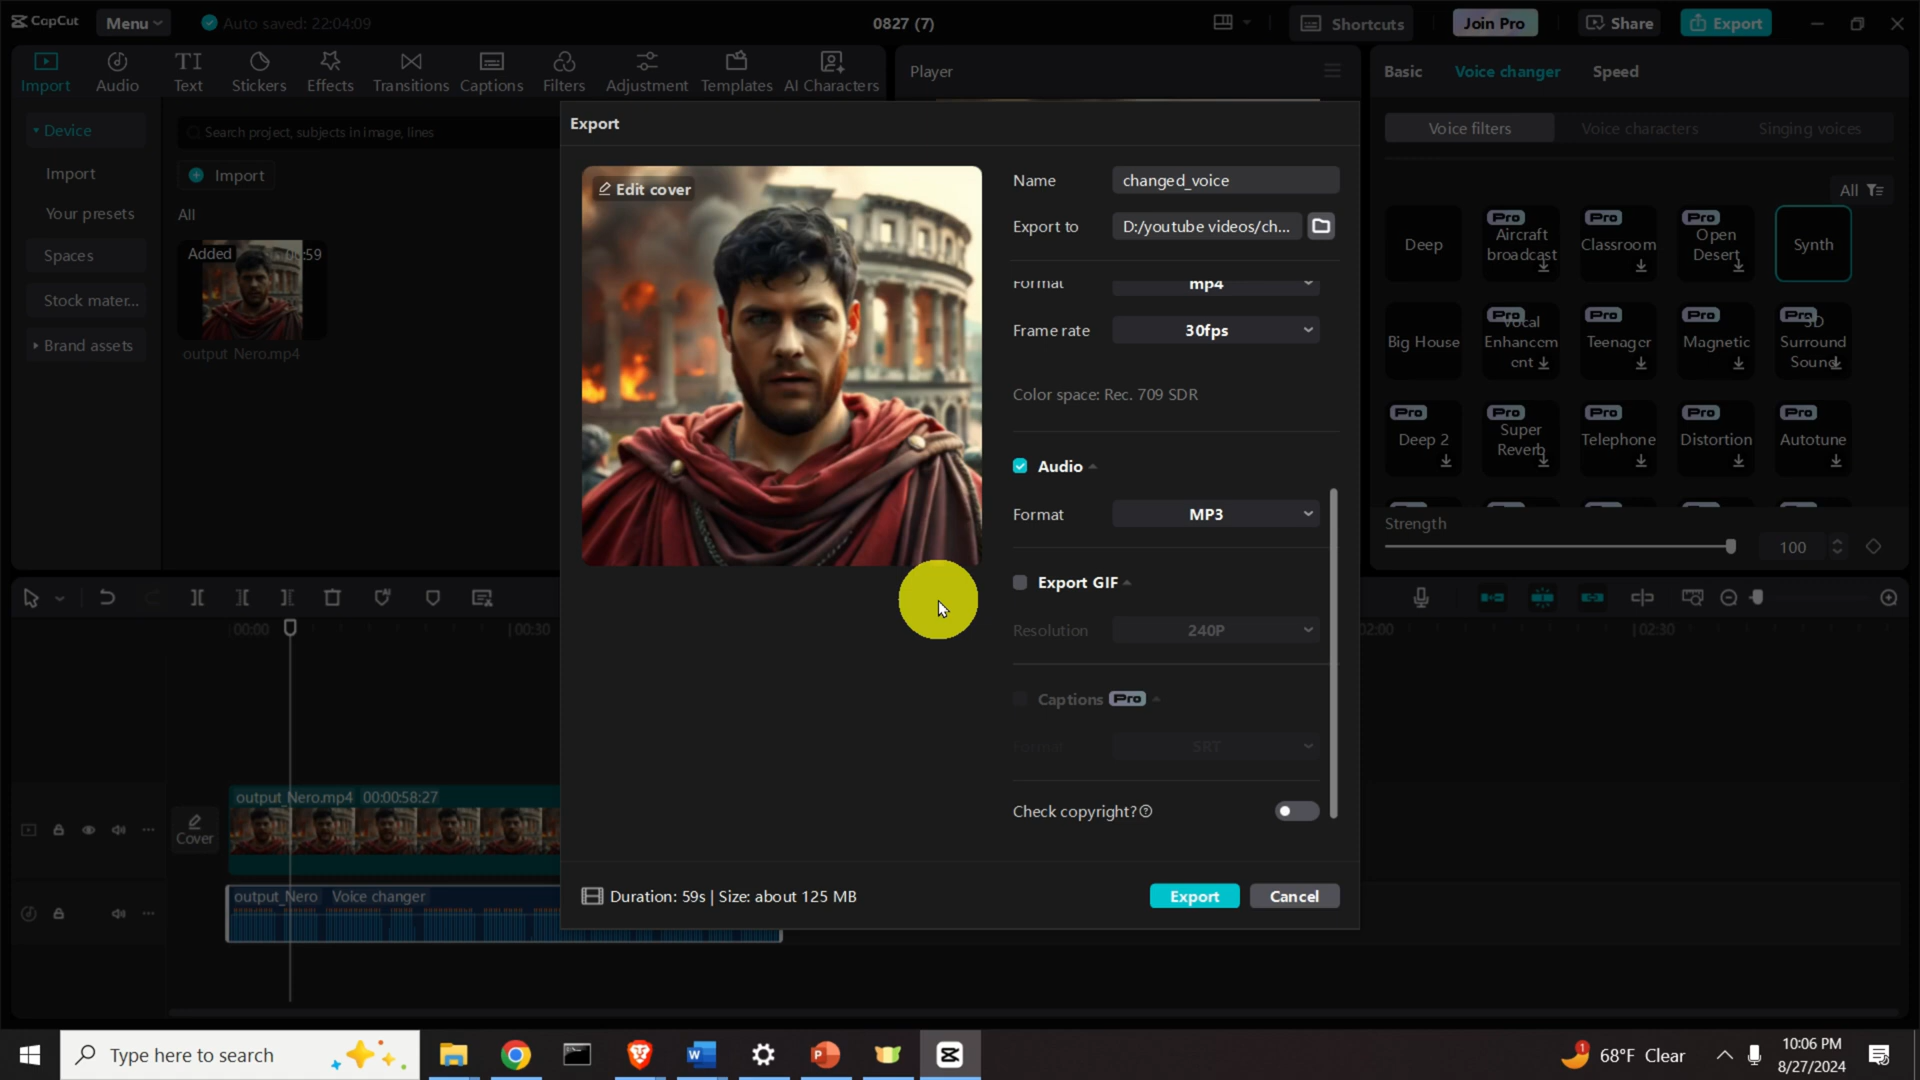 CapCut
Menu
Auto saved: 22:04:09
0827 (7)
Shortcuts
Join Pro
Share
Export
Import
Audio
Text
Stickers
Effects
Transitions
Captions
Filters
Adjustment
Templates
AI Characters
Player
Basic
Voice changer
Speed
Device
Import
Your presets
Spaces
Stock mater...
Brand assets
Search project, subjects in image, lines
Import
All
Added
:59
output Nero.mp4
Export
Edit cover
Name
changed_voice
Export to
D:/youtube videos/ch...
Format
mp4
Frame rate
30fps
Color space: Rec. 709 SDR
Audio
Format
MP3
Export GIF
Resolution
240P
Captions
Pro
Format
SRT
Check copyright?
Duration: 59s | Size: about 125 MB
Export
Cancel
Voice filters
Voice characters
Singing voices
All
Deep
Pro
Aircraft
broadcast
Pro
Classroom
Pro
Open
Desert
Synth
Big House
Pro
Vocal
Enhancem
ent
Pro
Teenager
Pro
Magnetic
Pro
3D
Surround
Sound
Pro
Deep 2
Pro
Super
Reverb
Pro
Telephone
Pro
Distortion
Pro
Autotune
Strength
100
00:00
00:30
02:00
02:30
Cover
output_Nero.mp4 00:00:58:27
output_Nero Voice changer
Type here to search
1
68°F Clear
10:06 PM
8/27/2024